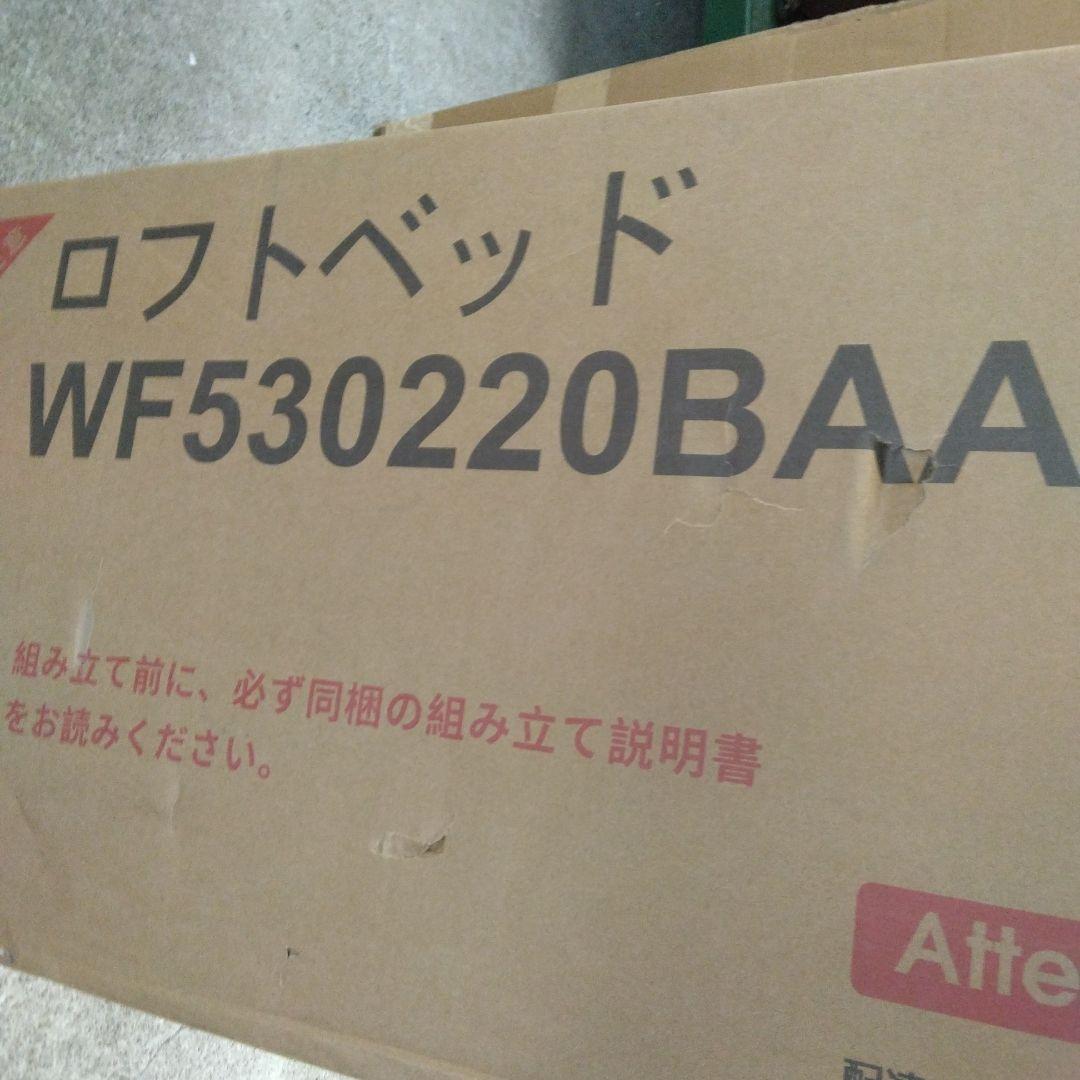 ロフトベッド
WF530220BAA
組み立て前に、必ず同梱の組み立て説明書
をお読みください。
Atte